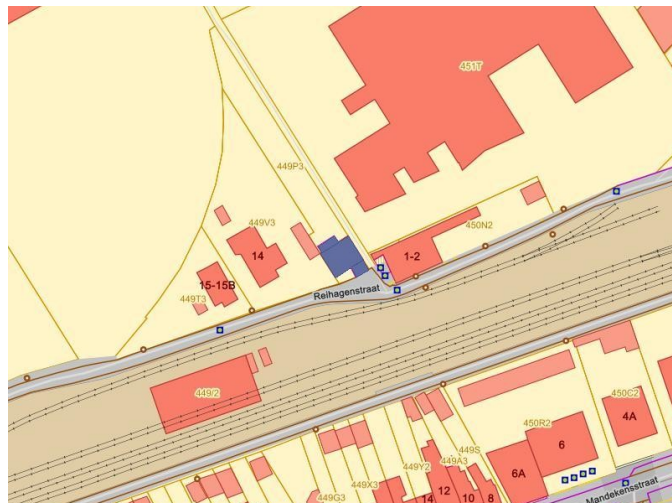 451T
449P3
449V3
450N2
14
1-2
15-15B
449T3
Reihagenstraat
449/2
450C2
4A
450R2
6
449S
449A3
449Y2
6A
449X3
12
449G3
14
10
8
Mandekensstraat